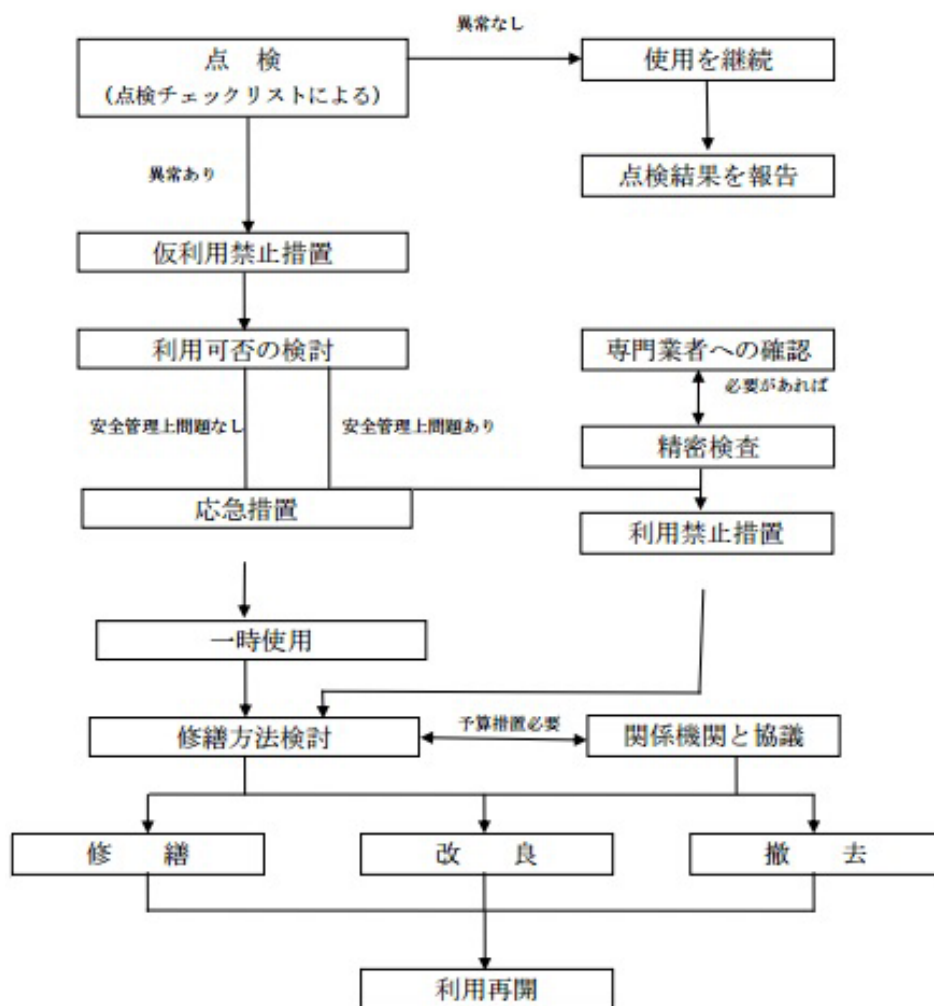 異常なし
点　検
（点検チェックリストによる）
使用を継続
異常あり
点検結果を報告
仮利用禁止措置
利用可否の検討
専門業者への確認
必要があれば
安全管理上問題なし
安全管理上問題あり
精密検査
応急措置
利用禁止措置
一時使用
修繕方法検討
予算措置必要
関係機関と協議
修　繕
改　良
撤　去
利用再開